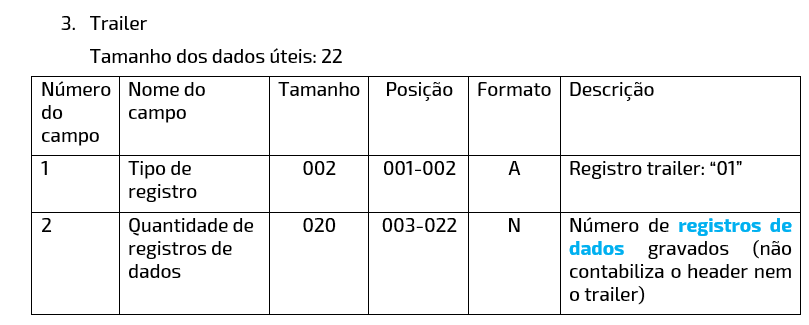 3. Trailer
Tamanho dos dados úteis: 22
Número do campo | Nome do campo | Tamanho | Posição | Formato | Descrição
1 | Tipo de registro | 002 | 001-002 | A | Registro trailer: “01”
2 | Quantidade de registros de dados | 020 | 003-022 | N | Número de registros de dados gravados (não contabiliza o header nem o trailer)